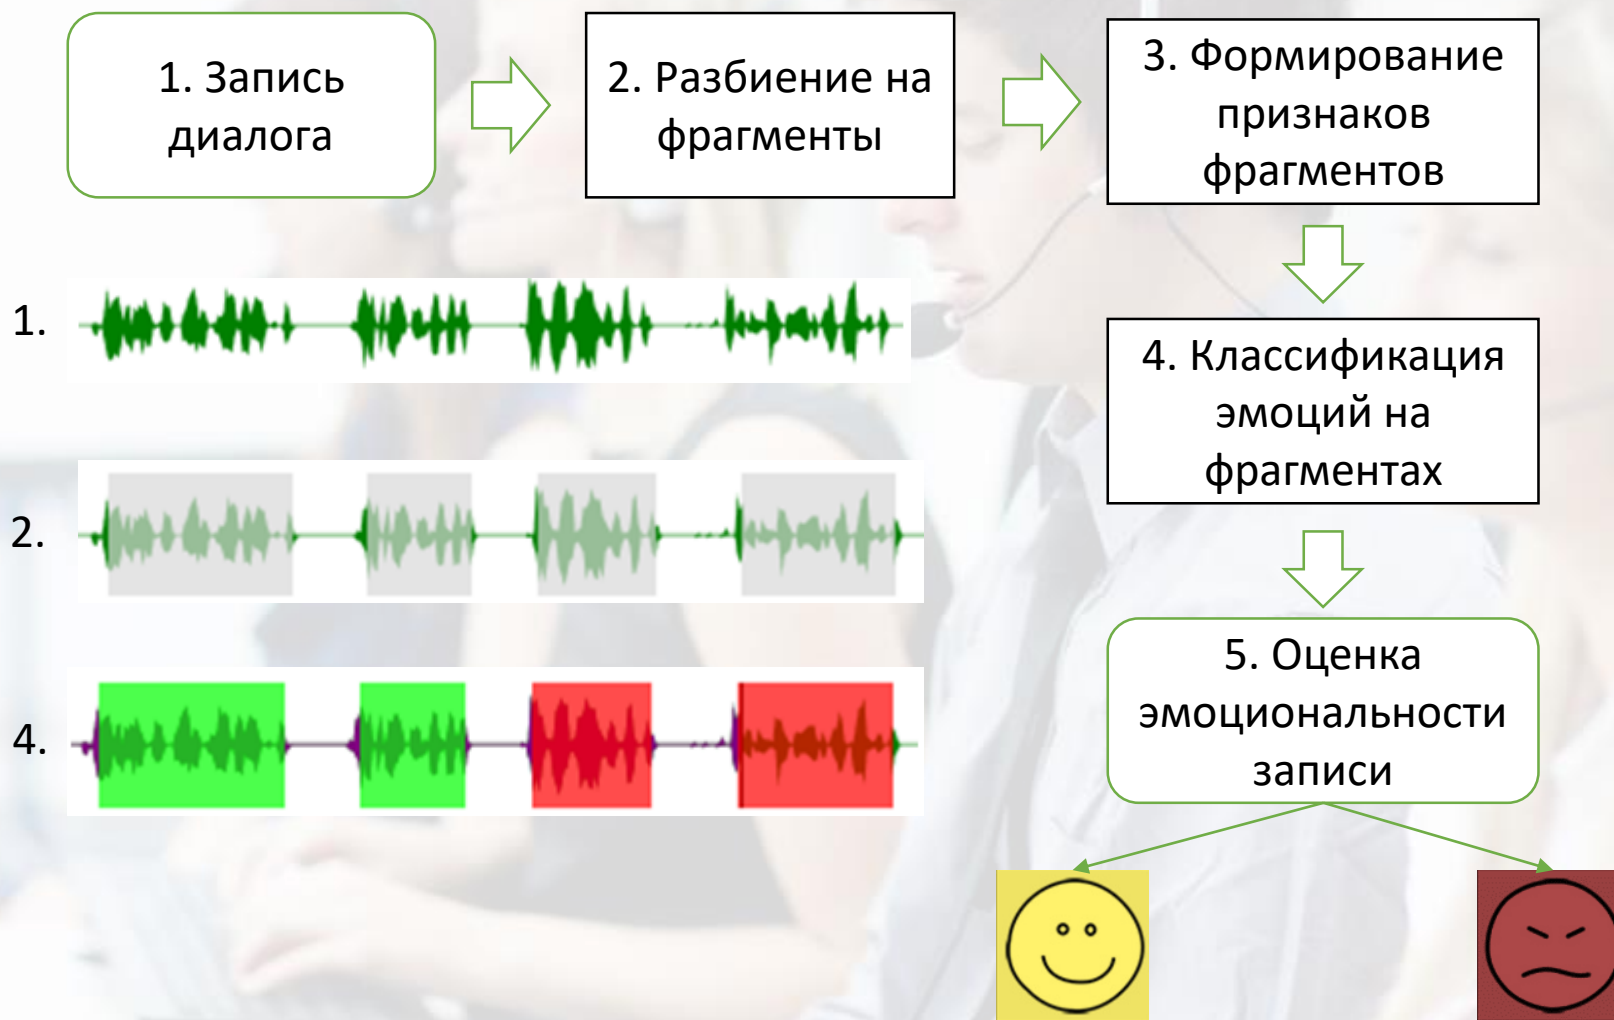 1. Запись
диалога
2. Разбиение на
фрагменты
3. Формирование
признаков
фрагментов
1.
4. Классификация
эмоций на
фрагментах
2.
5. Оценка
эмоциональности
записи
4.